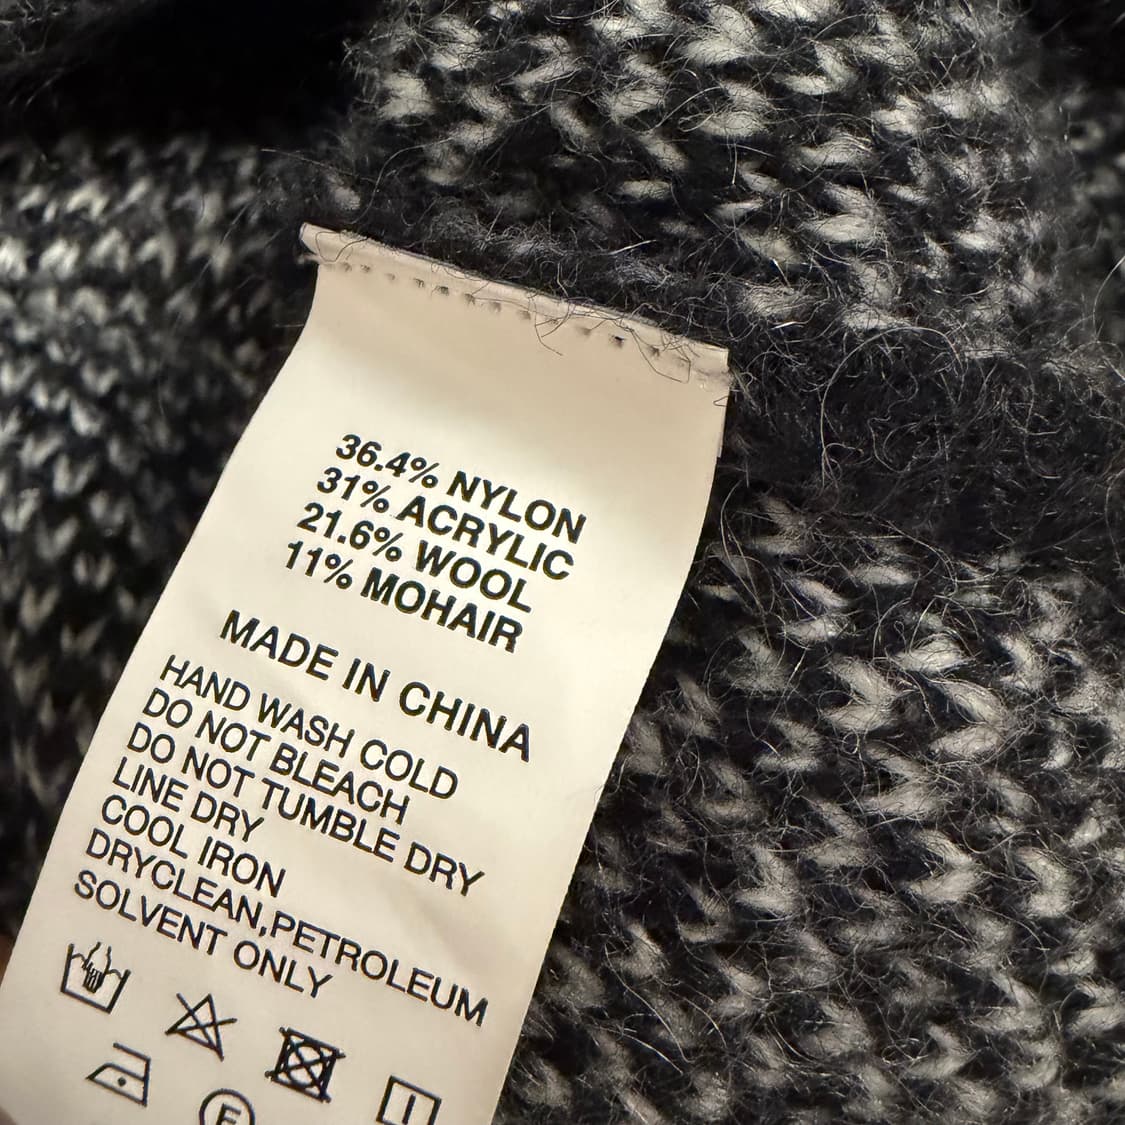 36.4% NYLON
31% ACRYLIC
21.6% WOOL
11% MOHAIR
MADE IN CHINA
HAND WASH COLD
DO NOT BLEACH
DO NOT TUMBLE DRY
LINE DRY
COOL IRON
DRYCLEAN,PETROLEUM
SOLVENT ONLY
F